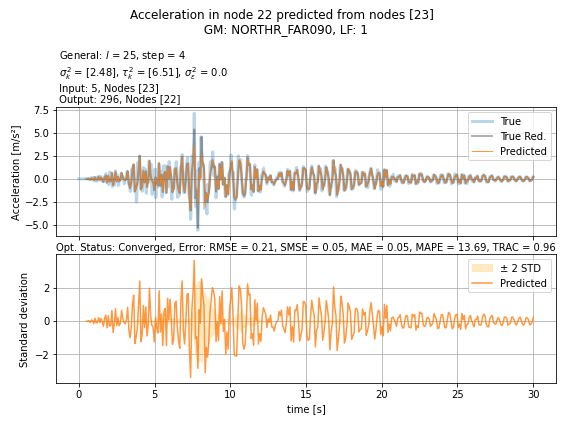 Acceleration in node 22 predicted from nodes [23]
GM: NORTHR_FAR090, LF: 1
General: l = 25, step = 4
σ²ₖ = [2.48], τ²ₖ = [6.51], σ²ε = 0.0
Input: 5, Nodes [23]
Output: 296, Nodes [22]
7.5
5.0
2.5
0.0
−2.5
−5.0
Acceleration [m/s²]
True
True Red.
Predicted
Opt. Status: Converged, Error: RMSE = 0.21, SMSE = 0.05, MAE = 0.05, MAPE = 13.69, TRAC = 0.96
2
0
−2
Standard deviation
± 2 STD
Predicted
0 5 10 15 20 25 30
time [s]